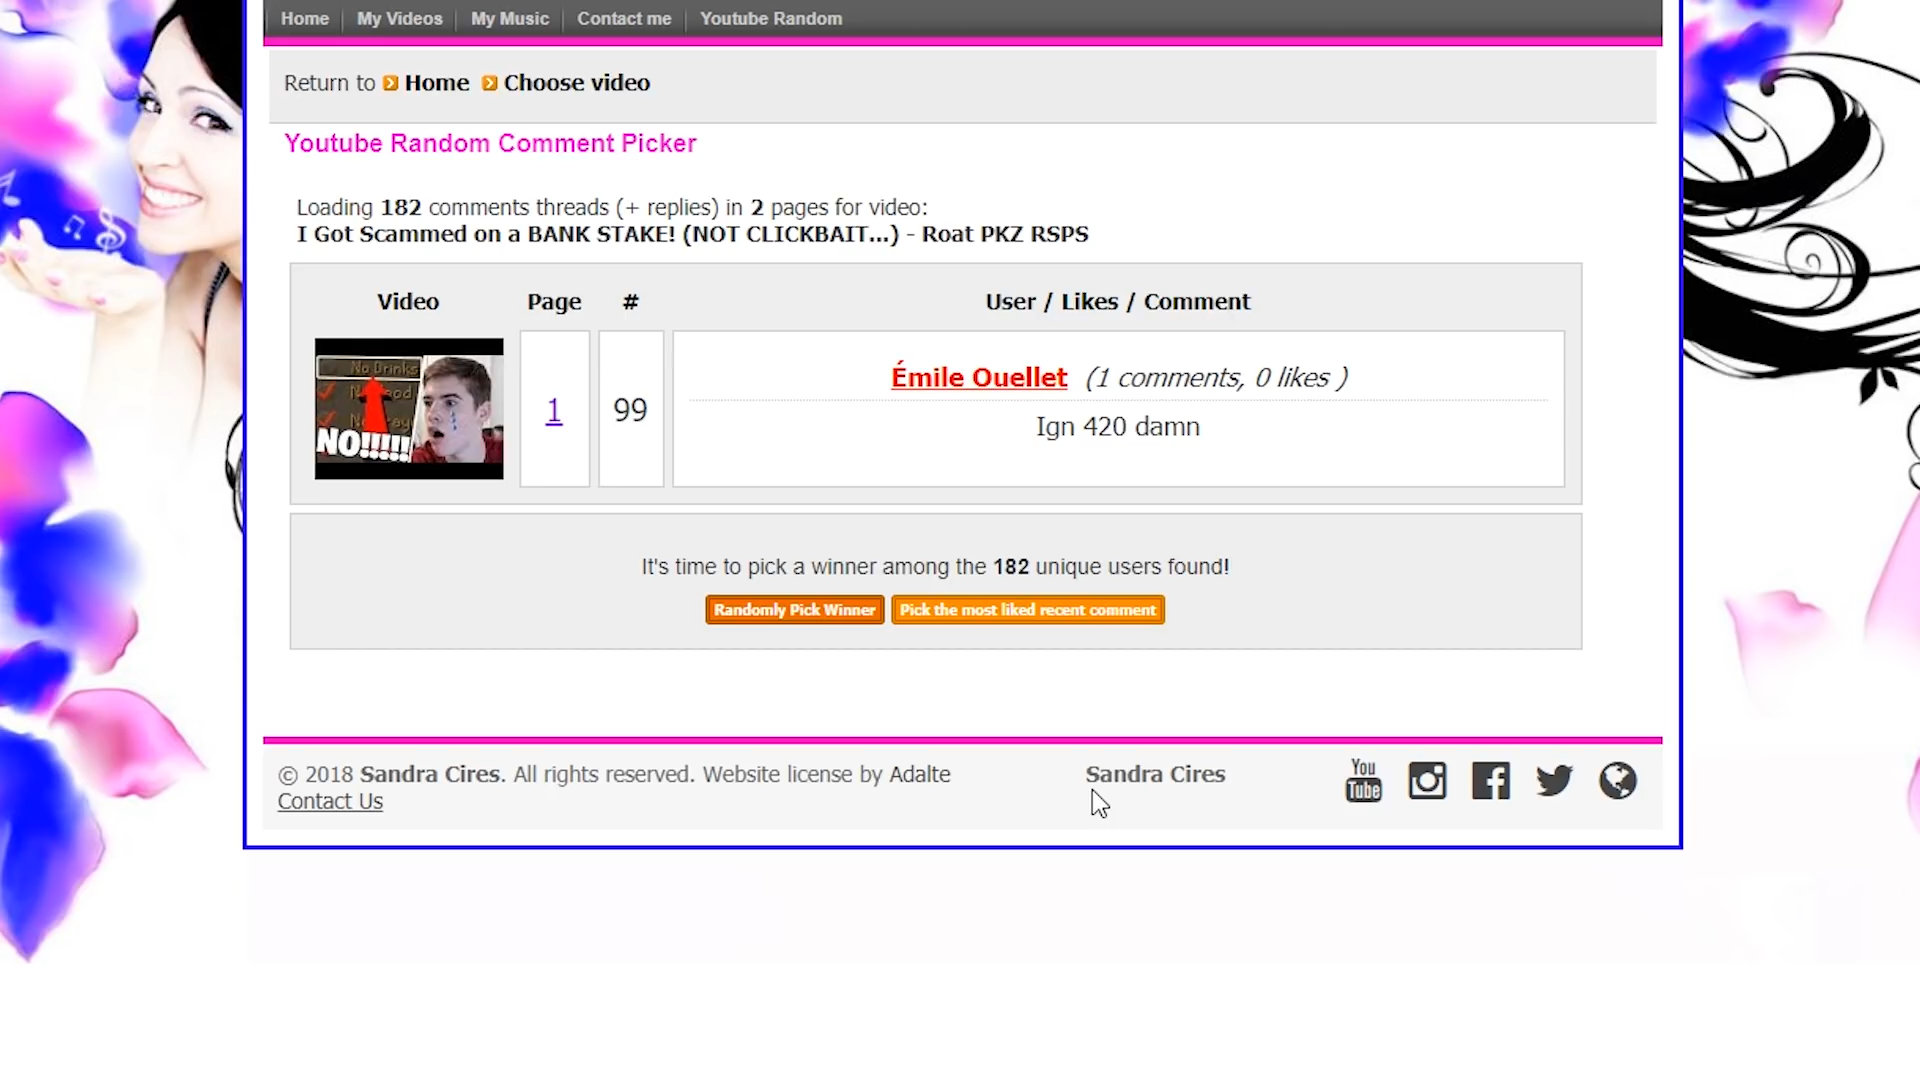 Home My Videos My Music Contact me Youtube Random
Return to Home Choose video
Youtube Random Comment Picker
Loading 182 comments threads (+ replies) in 2 pages for video:
I Got Scammed on a BANK STAKE! (NOT CLICKBAIT...) - Roat PKZ RSPS
Video Page # User / Likes / Comment
No Drinks
NO!!!!!
1
99
Émile Ouellet (1 comments, 0 likes )
Ign 420 damn
It's time to pick a winner among the 182 unique users found!
Randomly Pick Winner Pick the most liked recent comment
© 2018 Sandra Cires. All rights reserved. Website license by Adalte
Contact Us
Sandra Cires
You
Tube